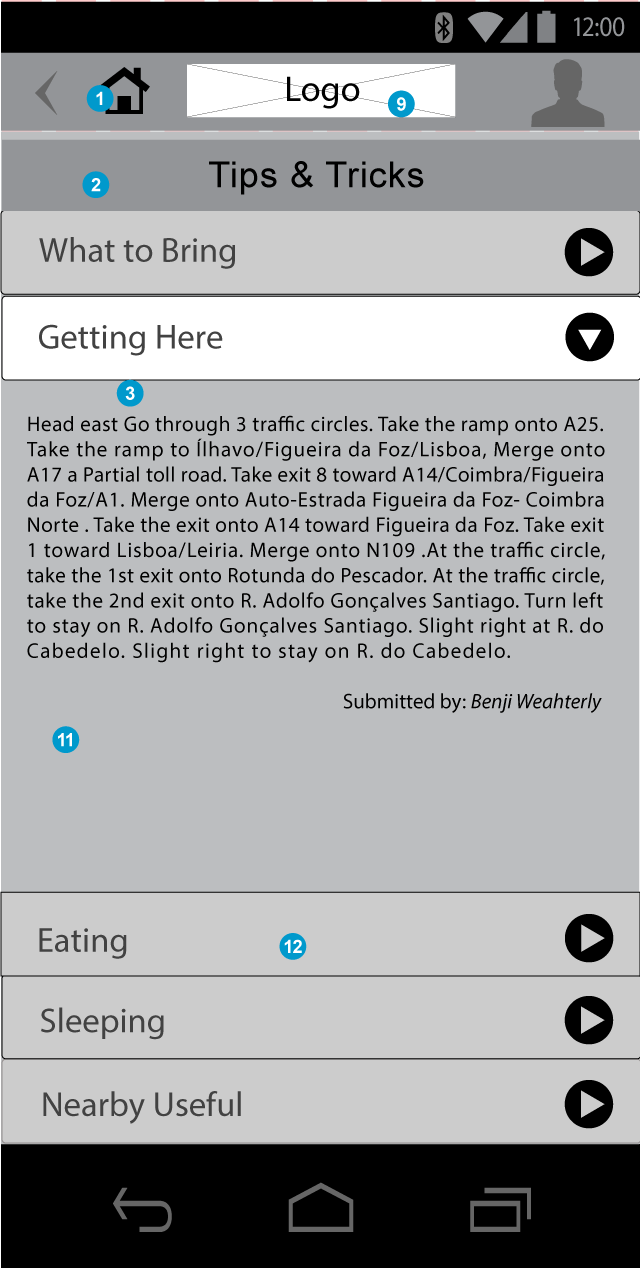 12:00
1
Logo
9
2
Tips & Tricks
What to Bring
Getting Here
3
Head east Go through 3 traffic circles. Take the ramp onto A25.
Take the ramp to Ílhavo/Figueira da Foz/Lisboa, Merge onto
A17 a Partial toll road. Take exit 8 toward A14/Coimbra/Figueira
da Foz/A1. Merge onto Auto-Estrada Figueira da Foz- Coimbra
Norte . Take the exit onto A14 toward Figueira da Foz. Take exit
1 toward Lisboa/Leiria. Merge onto N109 .At the traffic circle,
take the 1st exit onto Rotunda do Pescador. At the traffic circle,
take the 2nd exit onto R. Adolfo Gonçalves Santiago. Turn left
to stay on R. Adolfo Gonçalves Santiago. Slight right at R. do
Cabedelo. Slight right to stay on R. do Cabedelo.
Submitted by: Benji Weahterly
11
Eating
12
Sleeping
Nearby Useful